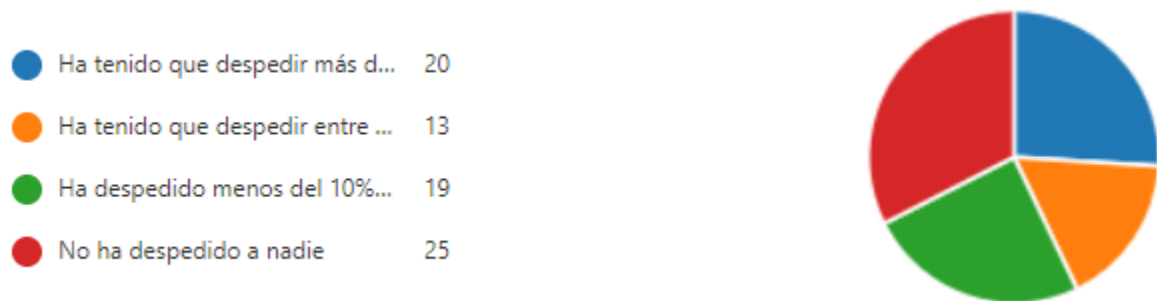 Ha tenido que despedir más d... 20
Ha tenido que despedir entre ... 13
Ha despedido menos del 10%... 19
No ha despedido a nadie 25